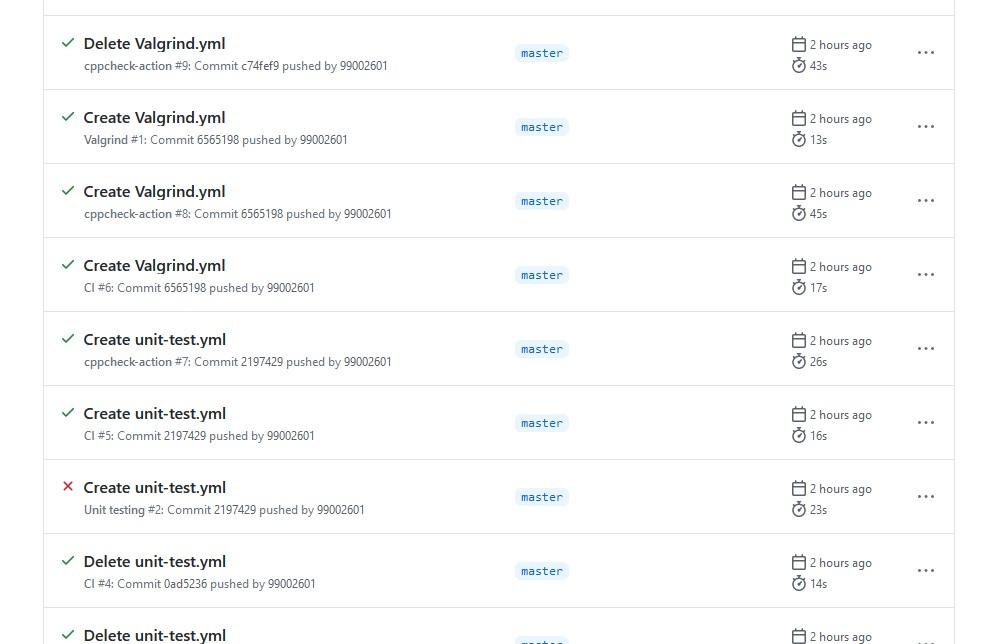 Delete Valgrind.yml
cppcheck-action #9: Commit c74fef9 pushed by 99002601
master
2 hours ago
43s
Create Valgrind.yml
Valgrind #1: Commit 6565198 pushed by 99002601
master
2 hours ago
13s
Create Valgrind.yml
cppcheck-action #8: Commit 6565198 pushed by 99002601
master
2 hours ago
45s
Create Valgrind.yml
CI #6: Commit 6565198 pushed by 99002601
master
2 hours ago
17s
Create unit-test.yml
cppcheck-action #7: Commit 2197429 pushed by 99002601
master
2 hours ago
26s
Create unit-test.yml
CI #5: Commit 2197429 pushed by 99002601
master
2 hours ago
16s
Create unit-test.yml
Unit testing #2: Commit 2197429 pushed by 99002601
master
2 hours ago
23s
Delete unit-test.yml
CI #4: Commit 0ad5236 pushed by 99002601
master
2 hours ago
14s
Delete unit-test.yml
2 hours ago